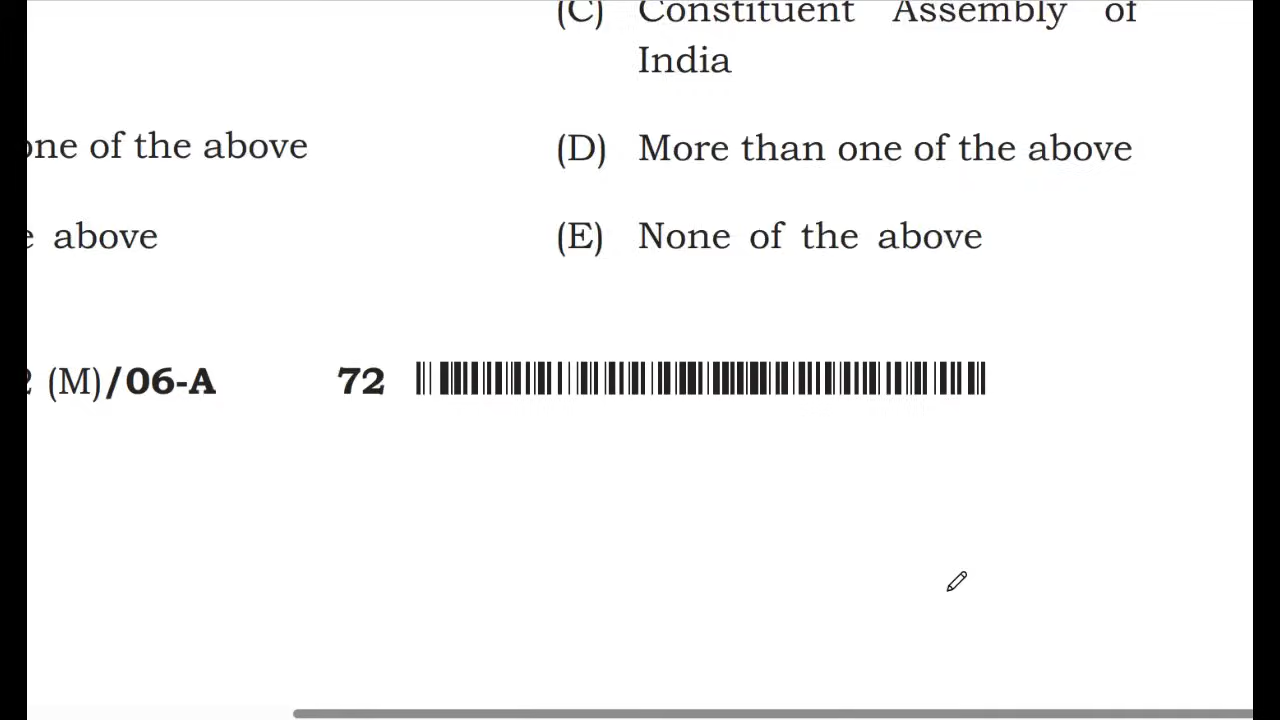 (C) Constituent Assembly of
India
one of the above
(D) More than one of the above
above
(E) None of the above
(M)/06-A 72